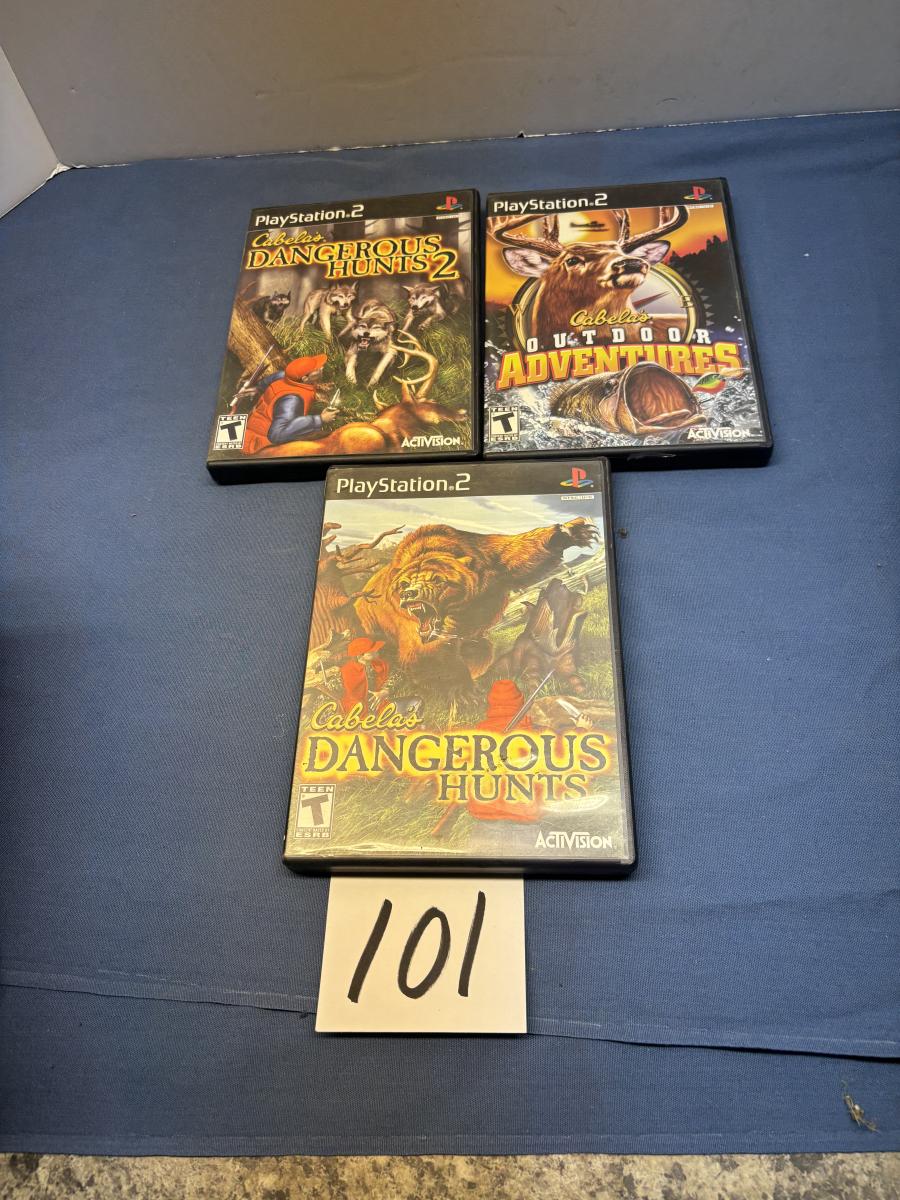 PlayStation.2
Cabela's
DANGEROUS
HUNTS 2
TEEN
T
ESRB
ACTIVISION
PlayStation.2
Cabela's
OUTDOOR
ADVENTURES
TEEN
T
ESRB
ACTIVISION
PlayStation.2
Cabela's
DANGEROUS
HUNTS
TEEN
T
ESRB
ACTIVISION
101